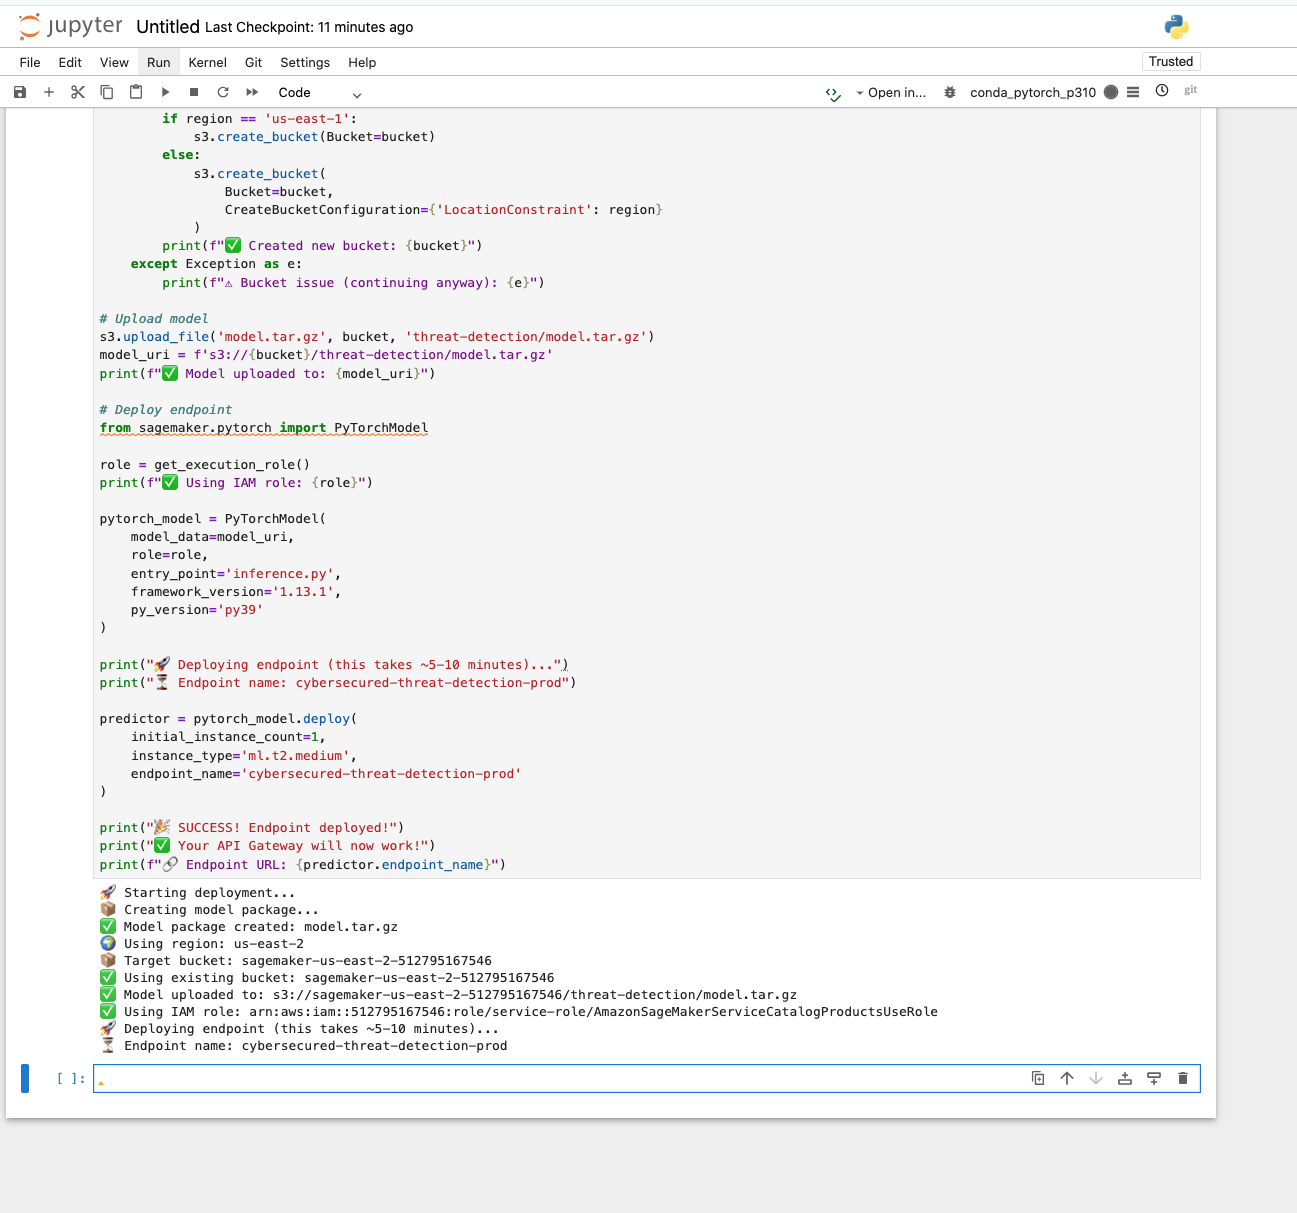 jupyter Untitled Last Checkpoint: 11 minutes ago
File Edit View Run Kernel Git Settings Help
Trusted
Code
Open in...
conda_pytorch_p310
git
if region == 'us-east-1':
s3.create_bucket(Bucket=bucket)
else:
s3.create_bucket(
Bucket=bucket,
CreateBucketConfiguration={'LocationConstraint': region}
)
print(f"✅ Created new bucket: {bucket}")
except Exception as e:
print(f"⚠ Bucket issue (continuing anyway): {e}")
# Upload model
s3.upload_file('model.tar.gz', bucket, 'threat-detection/model.tar.gz')
model_uri = f's3://{bucket}/threat-detection/model.tar.gz'
print(f"✅ Model uploaded to: {model_uri}")
# Deploy endpoint
from sagemaker.pytorch import PyTorchModel
role = get_execution_role()
print(f"✅ Using IAM role: {role}")
pytorch_model = PyTorchModel(
model_data=model_uri,
role=role,
entry_point='inference.py',
framework_version='1.13.1',
py_version='py39'
)
print("🚀 Deploying endpoint (this takes ~5-10 minutes)...")
print("⏳ Endpoint name: cybersecured-threat-detection-prod")
predictor = pytorch_model.deploy(
initial_instance_count=1,
instance_type='ml.t2.medium',
endpoint_name='cybersecured-threat-detection-prod'
)
print("🎉 SUCCESS! Endpoint deployed!")
print("✅ Your API Gateway will now work!")
print(f"🔗 Endpoint URL: {predictor.endpoint_name}")
🚀 Starting deployment...
📦 Creating model package...
✅ Model package created: model.tar.gz
🌍 Using region: us-east-2
📦 Target bucket: sagemaker-us-east-2-512795167546
✅ Using existing bucket: sagemaker-us-east-2-512795167546
✅ Model uploaded to: s3://sagemaker-us-east-2-512795167546/threat-detection/model.tar.gz
✅ Using IAM role: arn:aws:iam::512795167546:role/service-role/AmazonSageMakerServiceCatalogProductsUseRole
🚀 Deploying endpoint (this takes ~5-10 minutes)...
⏳ Endpoint name: cybersecured-threat-detection-prod
[ ]: